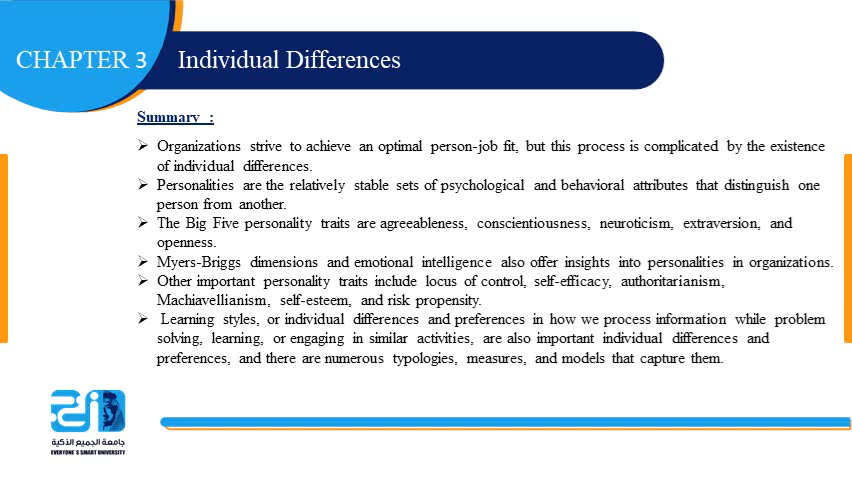 CHAPTER 3 Individual Differences
Summary :
➢ Organizations strive to achieve an optimal person-job fit, but this process is complicated by the existence
of individual differences.
➢ Personalities are the relatively stable sets of psychological and behavioral attributes that distinguish one
person from another.
➢ The Big Five personality traits are agreeableness, conscientiousness, neuroticism, extraversion, and
openness.
➢ Myers-Briggs dimensions and emotional intelligence also offer insights into personalities in organizations.
➢ Other important personality traits include locus of control, self-efficacy, authoritarianism,
Machiavellianism, self-esteem, and risk propensity.
➢ Learning styles, or individual differences and preferences in how we process information while problem
solving, learning, or engaging in similar activities, are also important individual differences and
preferences, and there are numerous typologies, measures, and models that capture them.
جامعة الجميع الذكية
EVERYONE`S SMART UNIVERSITY